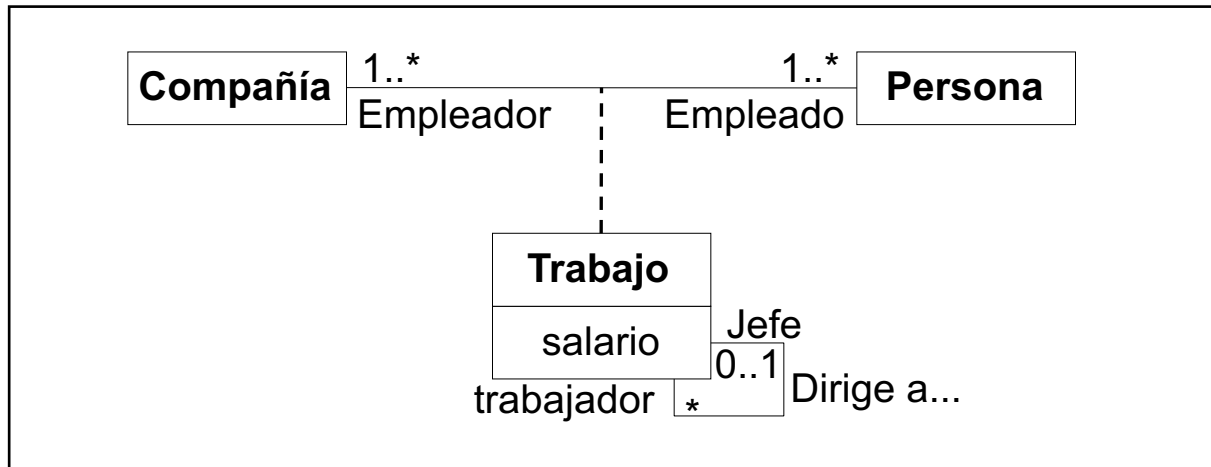 Compañía
1..*
Empleador
1..*
Empleado
Persona
Trabajo
salario
Jefe
0..1
trabajador
*
Dirige a...